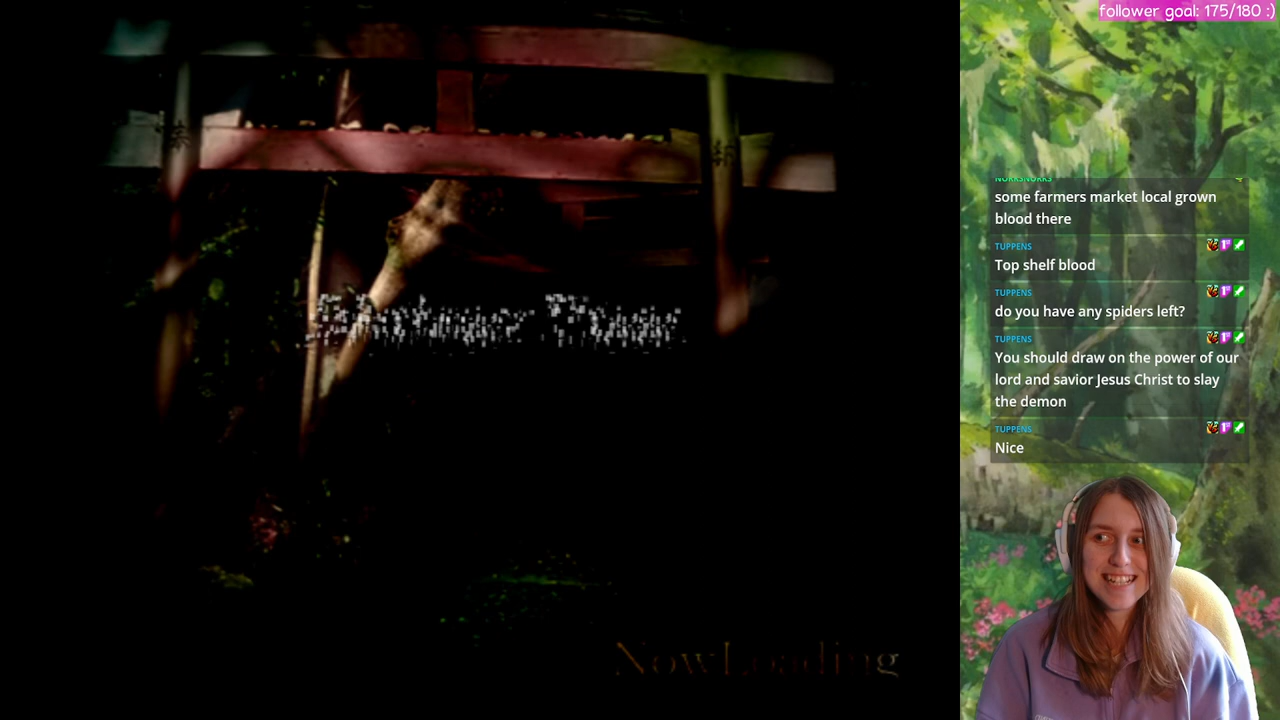 follower goal: 175/180 :)
NORKSNORKS
some farmers market local grown
blood there
TUPPENS
Top shelf blood
TUPPENS
do you have any spiders left?
TUPPENS
You should draw on the power of our
lord and savior Jesus Christ to slay
the demon
TUPPENS
Nice
Now Loading